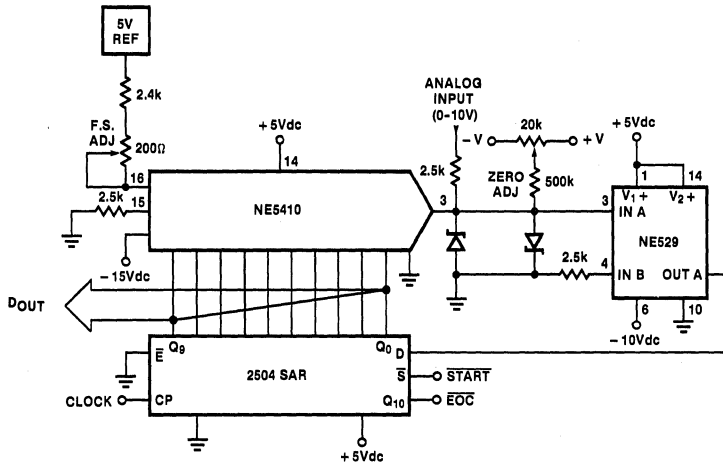 5V
REF
2.4k
F.S.
ADJ
200Ω
16
2.5k
15
-15Vdc
+5Vdc
14
NE5410
3
ANALOG
INPUT
(0-10V)
2.5k
-V
20k
+V
ZERO
ADJ
500k
2.5k
+5Vdc
1
14
V1+
V2+
3
IN A
NE529
4
IN B
OUT A
6
10
-10Vdc
DOUT
Q9
Q0
E
D
2504 SAR
S
START
CLOCK
CP
Q10
EOC
+5Vdc